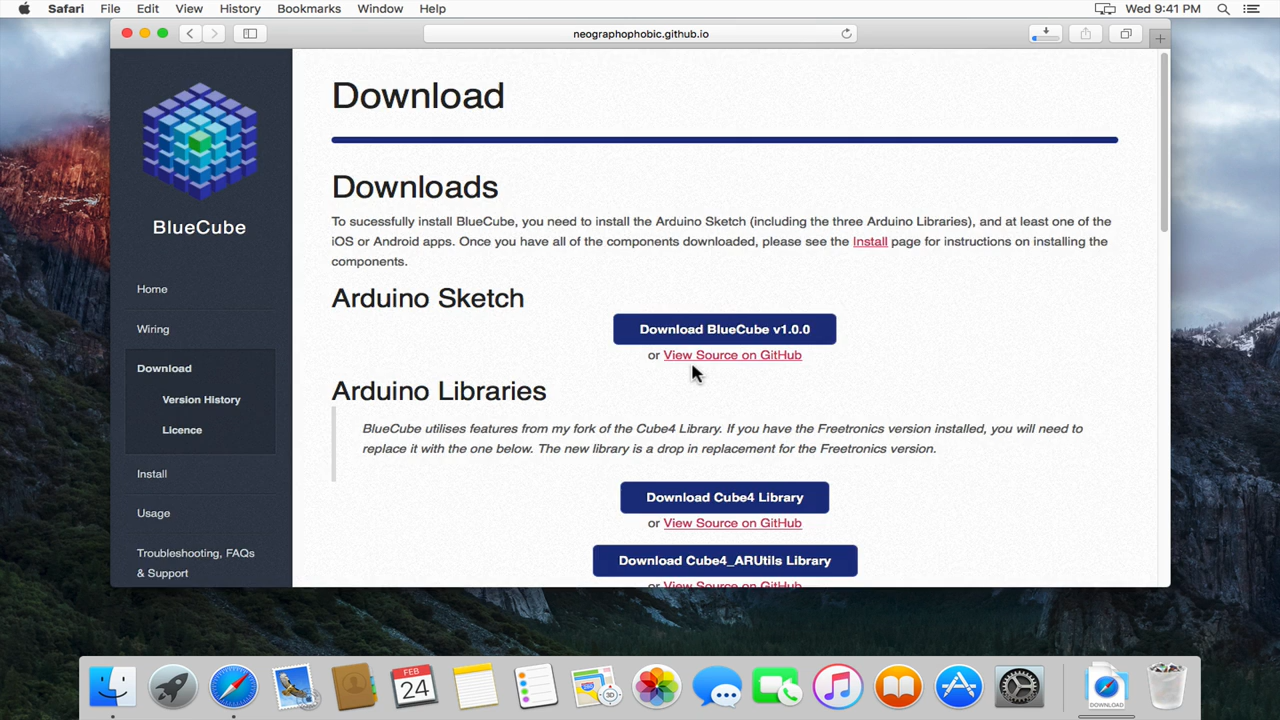 Safari File Edit View History Bookmarks Window Help Wed 9:41 PM
neographophobic.github.io
BlueCube
Home
Wiring
Download
Version History
Licence
Install
Usage
Troubleshooting, FAQs
& Support
Download
Downloads
To sucessfully install BlueCube, you need to install the Arduino Sketch (including the three Arduino Libraries), and at least one of the
iOS or Android apps. Once you have all of the components downloaded, please see the Install page for instructions on installing the
components.
Arduino Sketch
Download BlueCube v1.0.0
or View Source on GitHub
Arduino Libraries
BlueCube utilises features from my fork of the Cube4 Library. If you have the Freetronics version installed, you will need to
replace it with the one below. The new library is a drop in replacement for the Freetronics version.
Download Cube4 Library
or View Source on GitHub
Download Cube4_ARUtils Library
or View Source on GitHub
FEB
24
3D
DOWNLOAD